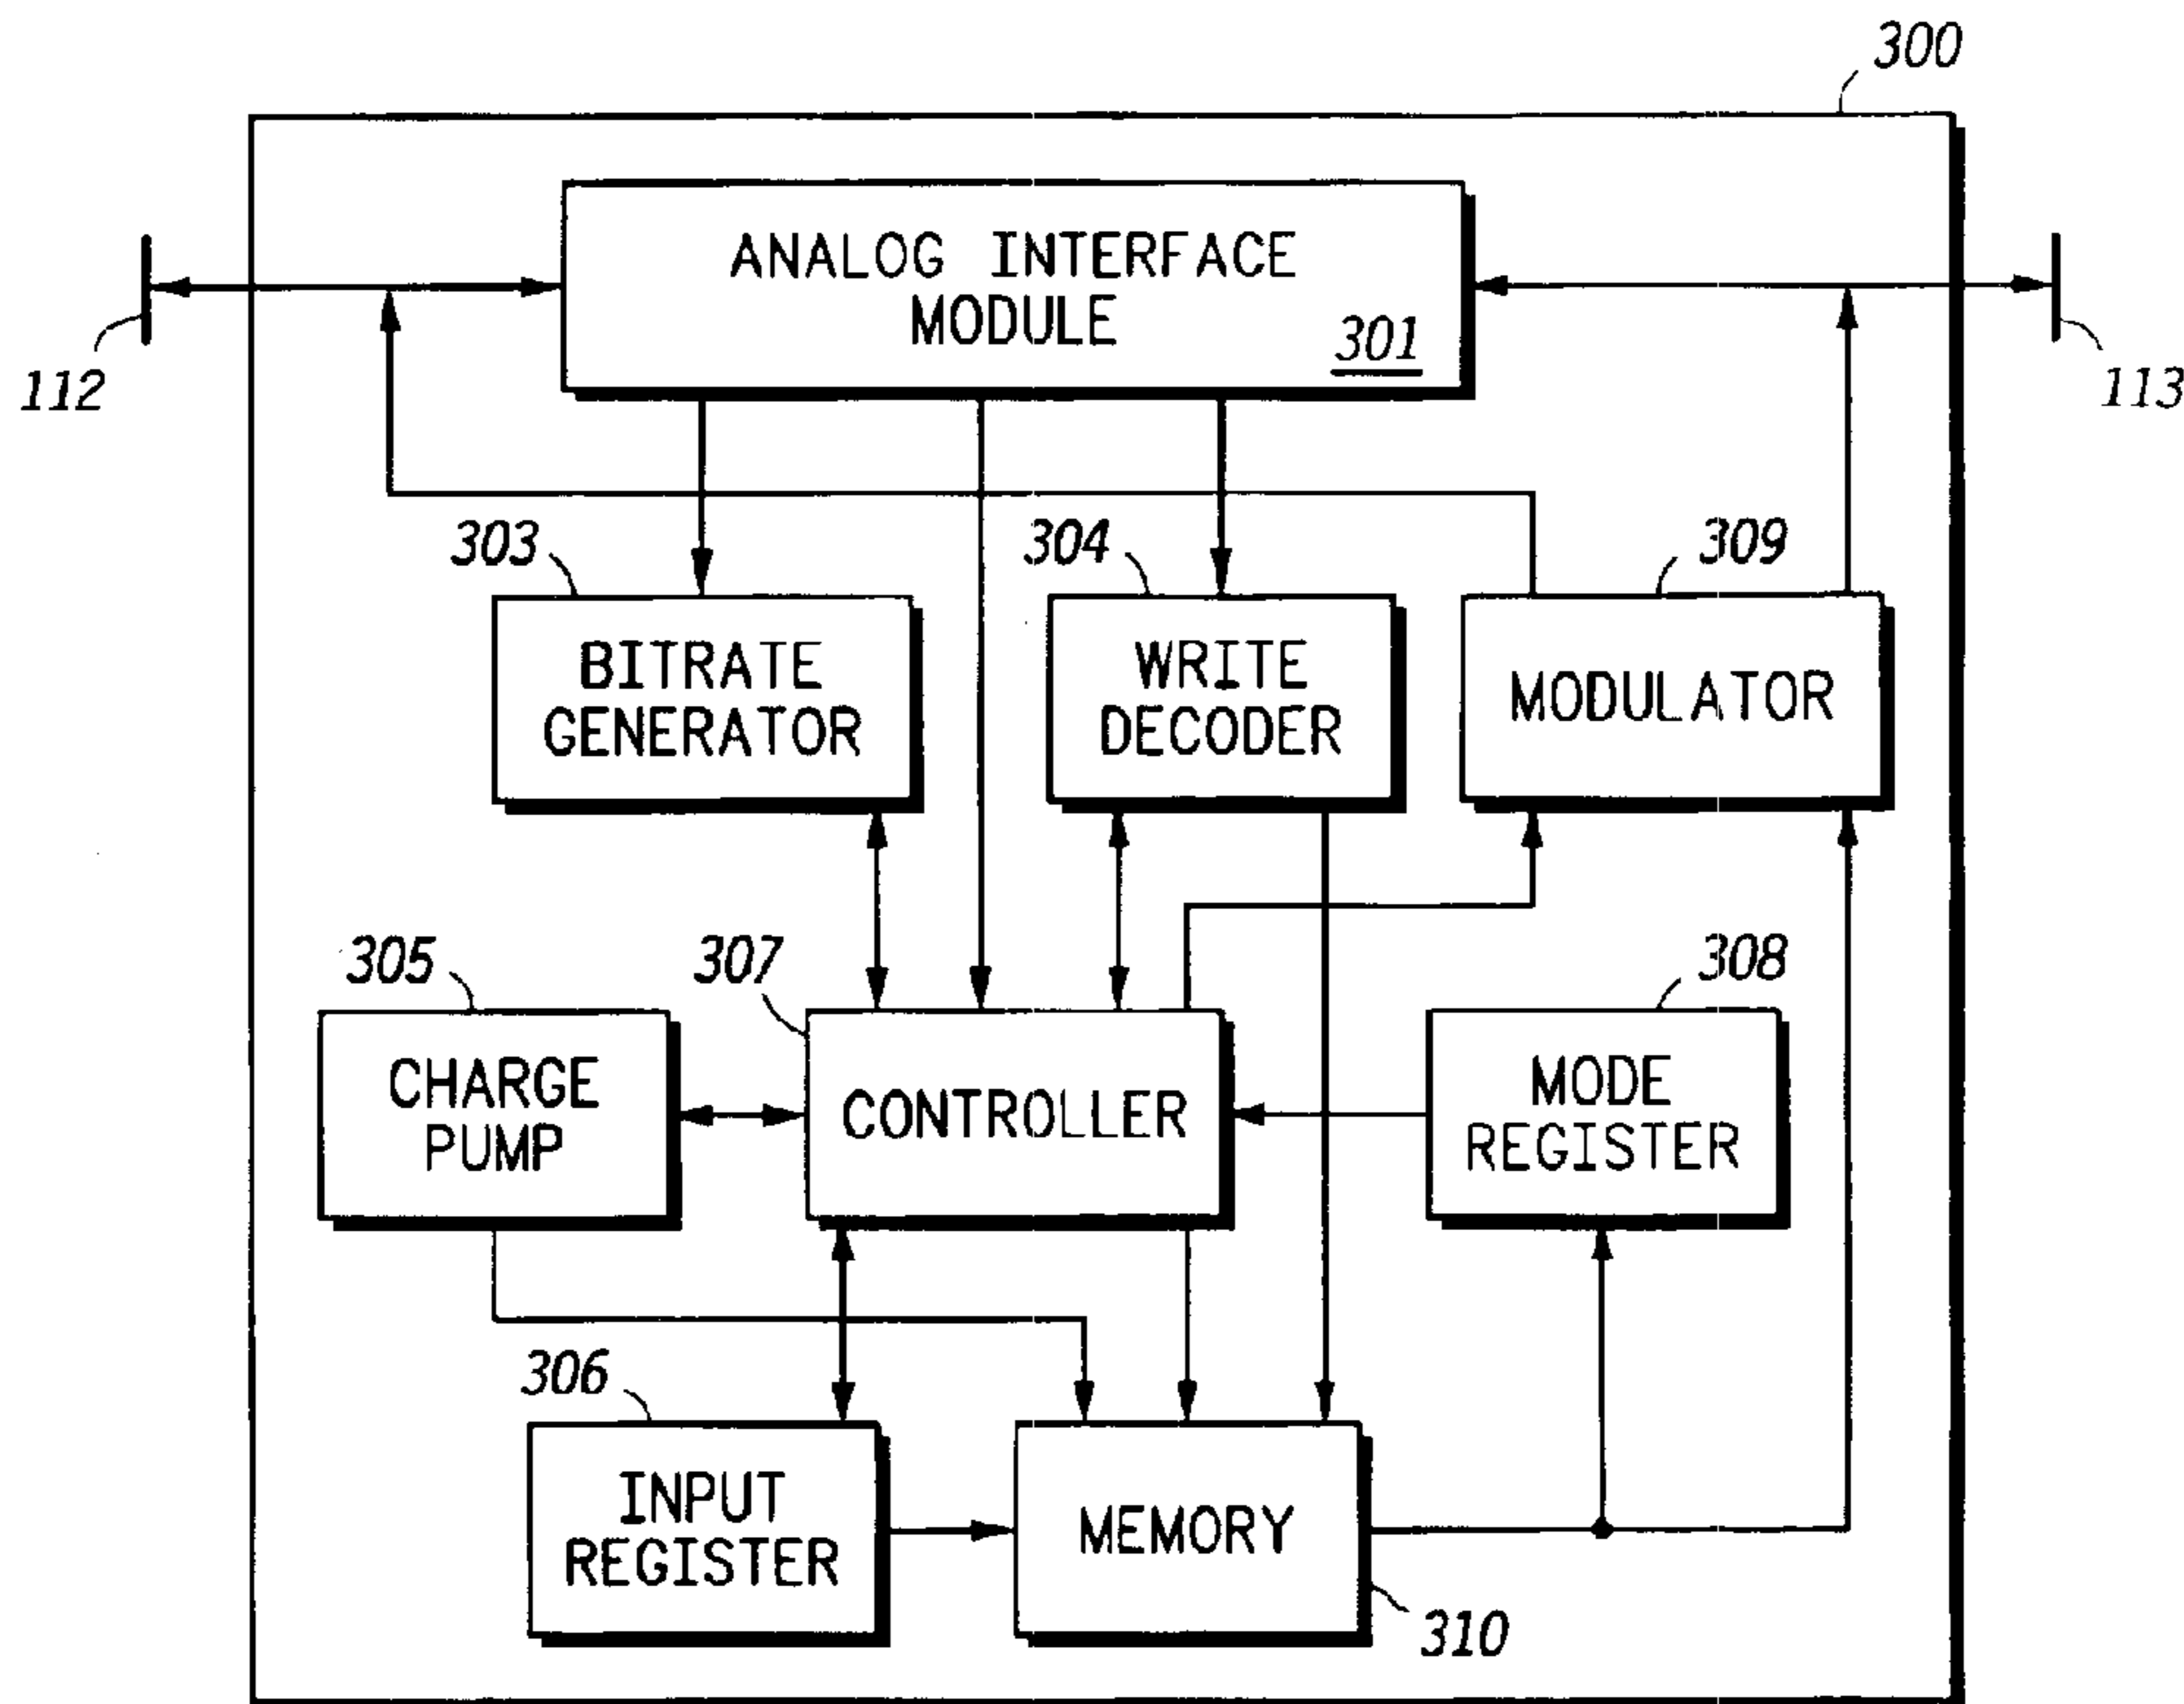 300
ANALOG INTERFACE
MODULE
301
112
113
303
304
309
BITRATE
GENERATOR
WRITE
DECODER
MODULATOR
305
307
308
CHARGE
PUMP
CONTROLLER
MODE
REGISTER
306
INPUT
REGISTER
MEMORY
310